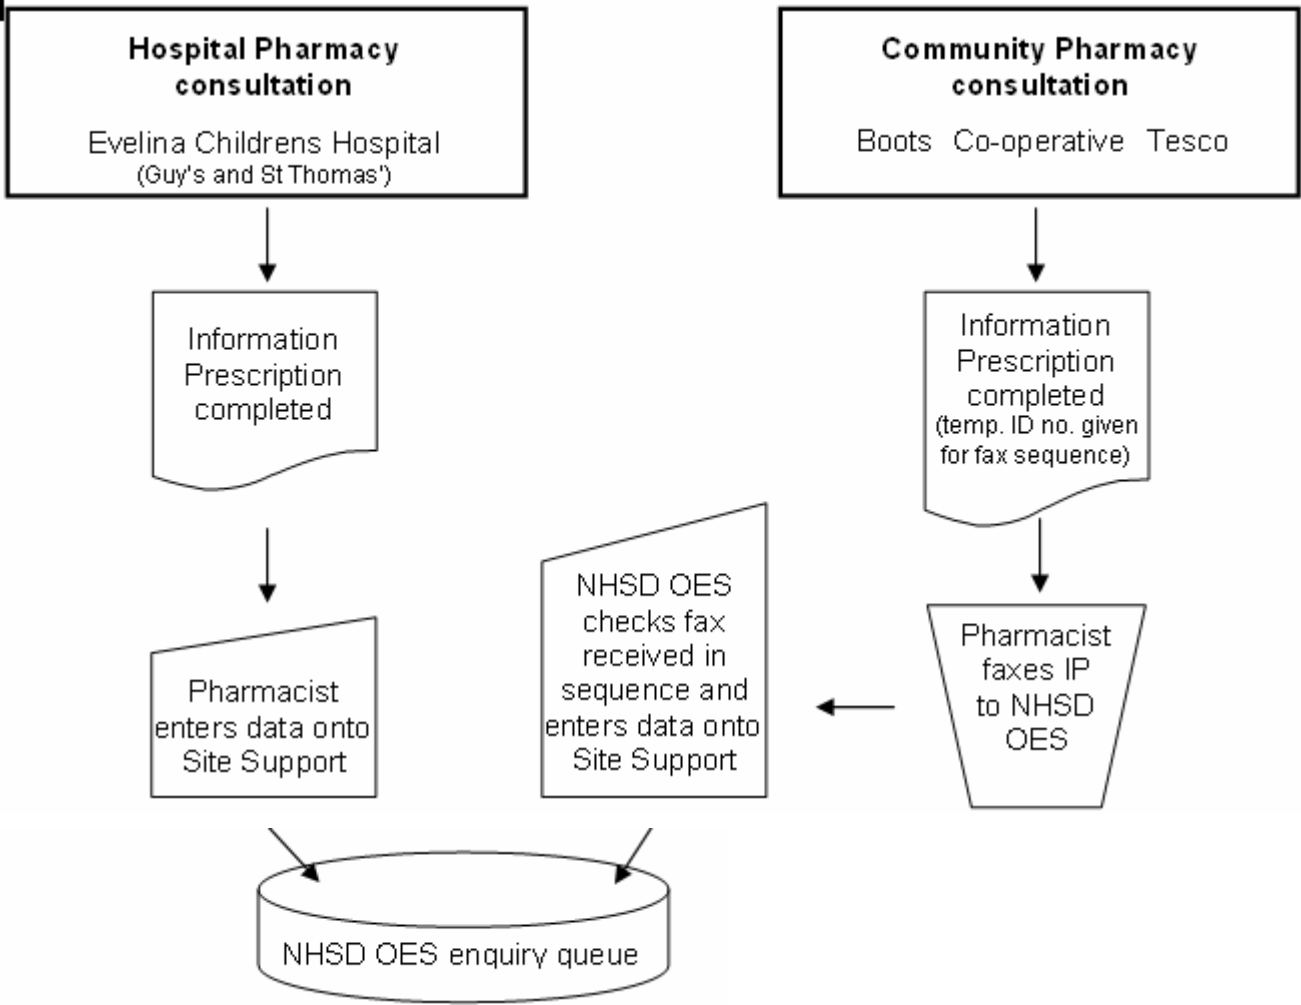 Hospital Pharmacy
consultation
Evelina Childrens Hospital
(Guy's and St Thomas')
Community Pharmacy
consultation
Boots Co-operative Tesco
Information
Prescription
completed
Information
Prescription
completed
(temp. ID no. given
for fax sequence)
Pharmacist
enters data onto
Site Support
NHSD OES
checks fax
received in
sequence and
enters data onto
Site Support
Pharmacist
faxes IP
to NHSD
OES
NHSD OES enquiry queue